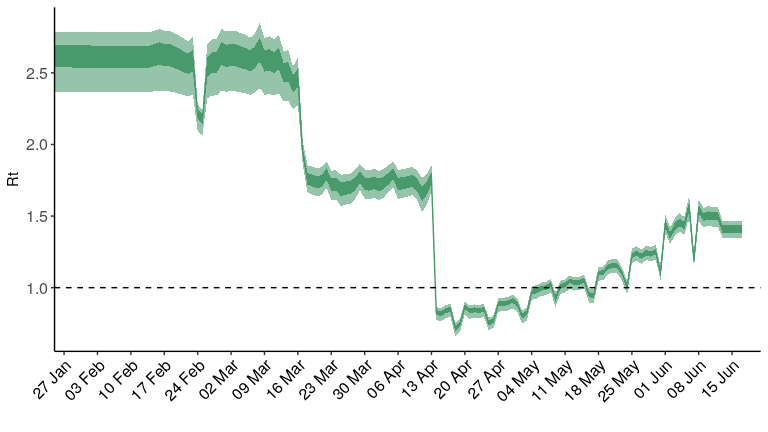 Rt
2.5
2.0
1.5
1.0
27 Jan
03 Feb
10 Feb
17 Feb
24 Feb
02 Mar
09 Mar
16 Mar
23 Mar
30 Mar
06 Apr
13 Apr
20 Apr
27 Apr
04 May
11 May
18 May
25 May
01 Jun
08 Jun
15 Jun